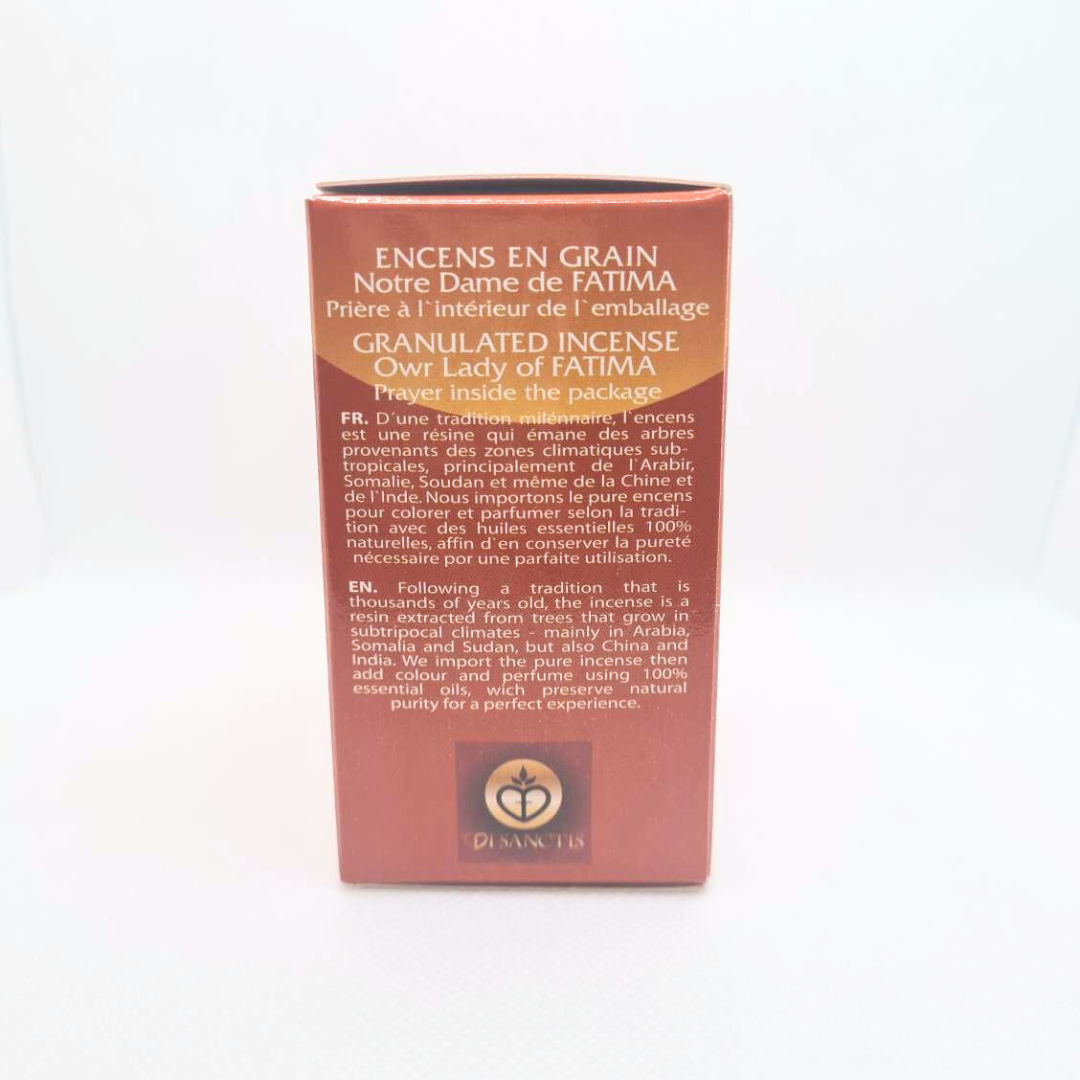 ENCENS EN GRAIN
Notre Dame de FATIMA
Prière à l`intérieur de l`emballage
GRANULATED INCENSE
Owr Lady of FATIMA
Prayer inside the package
FR. D´une tradition milénnaire, l`encens
est une résine qui émane des arbres
provenants des zones climatiques sub-
tropicales, principalement de l`Arabir,
Somalie, Soudan et même de la Chine et
de l`Inde. Nous importons le pure encens
pour colorer et parfumer selon la tradi-
tion avec des huiles essentielles 100%
naturelles, affin d`en conserver la pureté
nécessaire por une parfaite utilisation.
EN. Following a tradition that is
thousands of years old, the incense is a
resin extracted from trees that grow in
subtripocal climates - mainly in Arabia,
Somalia and Sudan, but also China and
India. We import the pure incense then
add colour and perfume using 100%
essential oils, wich preserve natural
purity for a perfect experience.
DI SANCTIS